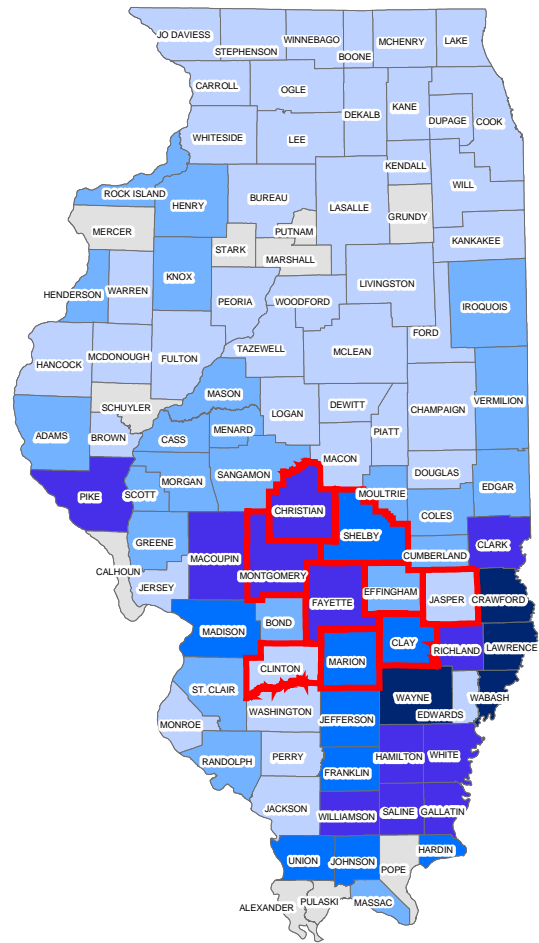 JO DAVIESS
STEPHENSON
WINNEBAGO
BOONE
MCHENRY
LAKE
CARROLL
OGLE
DEKALB
KANE
DUPAGE
COOK
WHITESIDE
LEE
KENDALL
WILL
ROCK ISLAND
HENRY
BUREAU
LASALLE
GRUNDY
MERCER
PUTNAM
STARK
MARSHALL
KANKAKEE
HENDERSON
WARREN
KNOX
PEORIA
WOODFORD
LIVINGSTON
IROQUOIS
FORD
HANCOCK
MCDONOUGH
FULTON
TAZEWELL
MCLEAN
SCHUYLER
MASON
LOGAN
DEWITT
CHAMPAIGN
VERMILION
ADAMS
BROWN
CASS
MENARD
PIATT
MACON
PIKE
SCOTT
MORGAN
SANGAMON
DOUGLAS
EDGAR
MOULTRIE
CHRISTIAN
COLES
SHELBY
GREENE
MACOUPIN
CLARK
CUMBERLAND
CALHOUN
JERSEY
MONTGOMERY
FAYETTE
EFFINGHAM
JASPER
CRAWFORD
MADISON
BOND
CLAY
RICHLAND
LAWRENCE
CLINTON
MARION
ST. CLAIR
WAYNE
WABASH
EDWARDS
WASHINGTON
MONROE
JEFFERSON
RANDOLPH
PERRY
HAMILTON
WHITE
FRANKLIN
JACKSON
WILLIAMSON
SALINE
GALLATIN
UNION
JOHNSON
HARDIN
POPE
ALEXANDER
PULASKI
MASSAC